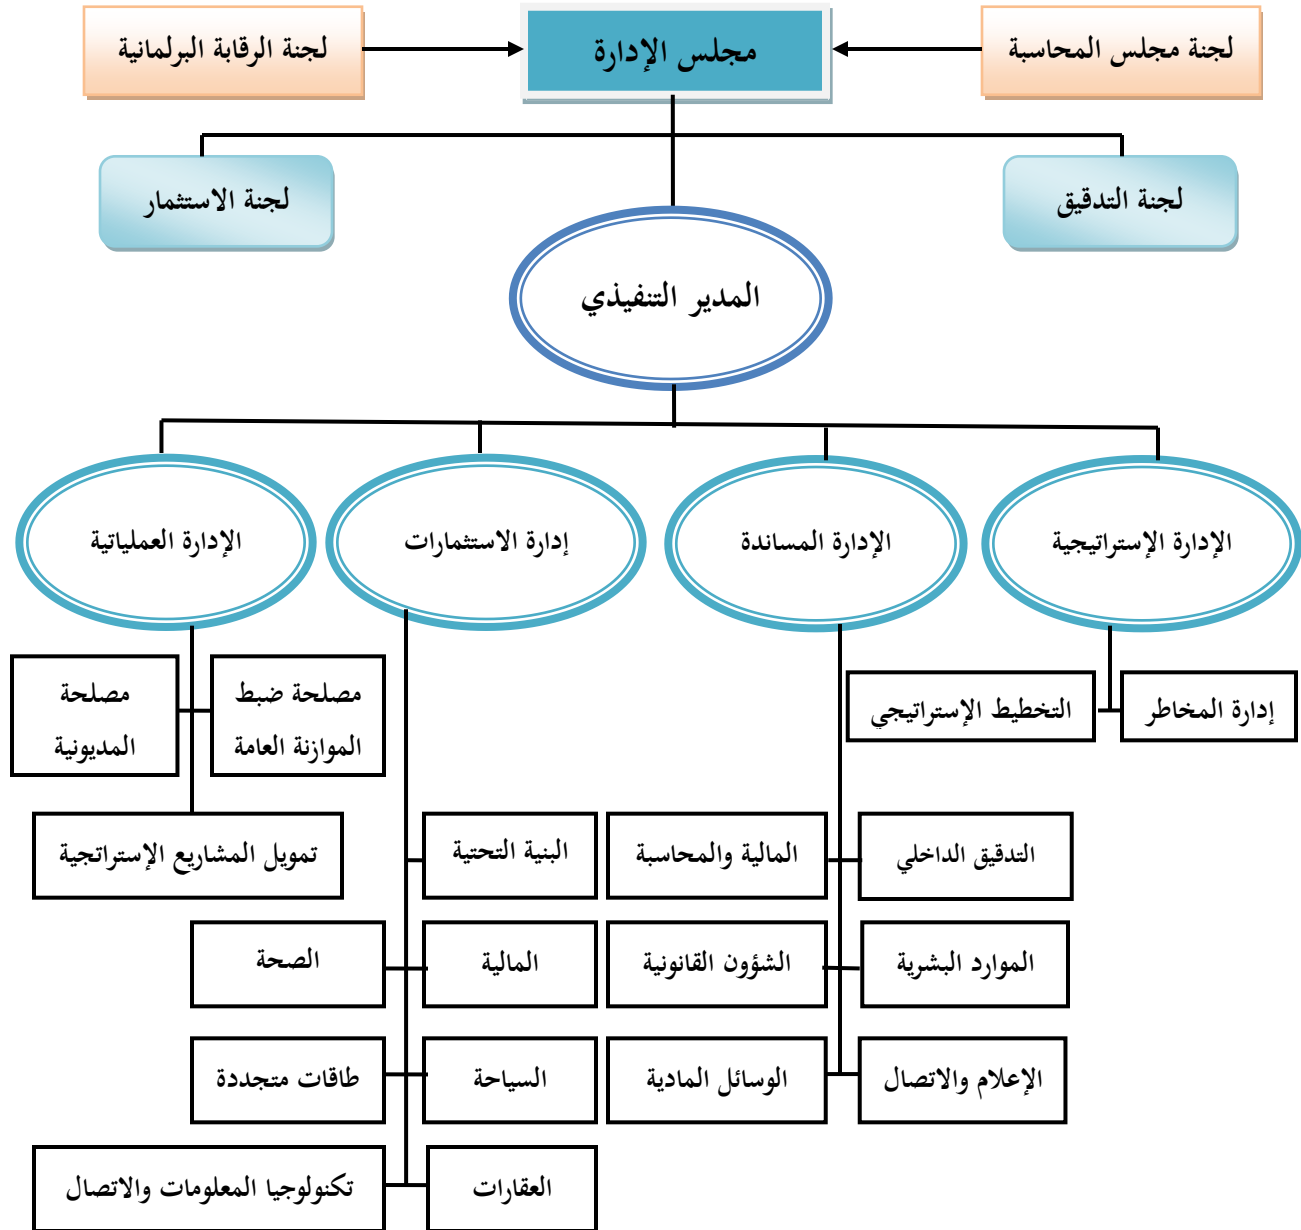 لجنة مجلس المحاسبة
مجلس الإدارة
لجنة الرقابة البرلمانية
لجنة التدقيق
لجنة الاستثمار
المدير التنفيذي
الإدارة الإستراتيجية
الإدارة المساندة
إدارة الاستثمارات
الإدارة العملياتية
إدارة المخاطر
التخطيط الإستراتيجي
مصلحة ضبط
الموازنة العامة
مصلحة
المديونية
التدقيق الداخلي
المالية والمحاسبة
البنية التحتية
تمويل المشاريع الإستراتجية
الموارد البشرية
الشؤون القانونية
المالية
الصحة
الإعلام والاتصال
الوسائل المادية
السياحة
طاقات متجددة
العقارات
تكنولوجيا المعلومات والاتصال